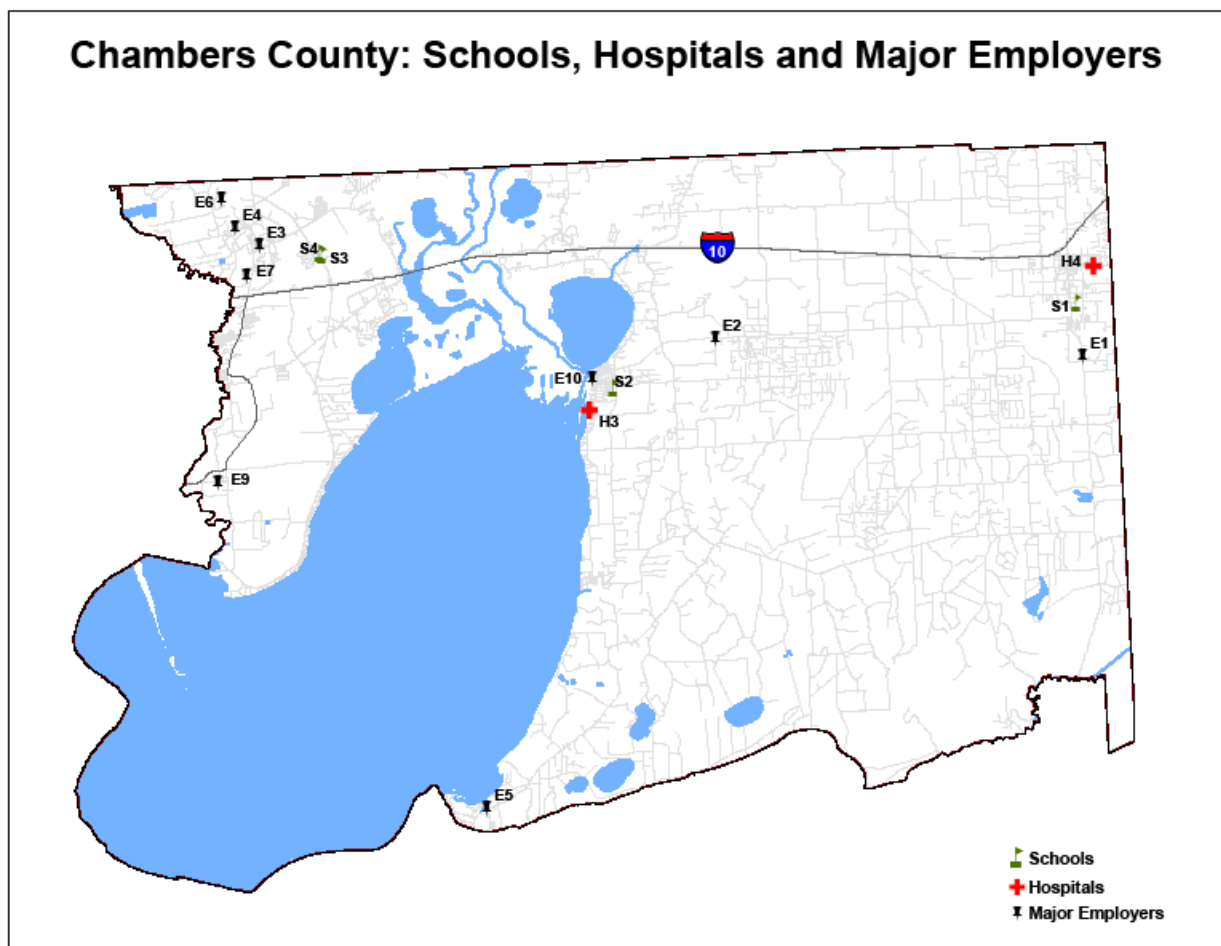 Chambers County: Schools, Hospitals and Major Employers
E6
E4
E3
S4
S3
E7
10
H4
S1
E2
E1
E10
S2
H3
E9
E5
Schools
Hospitals
Major Employers